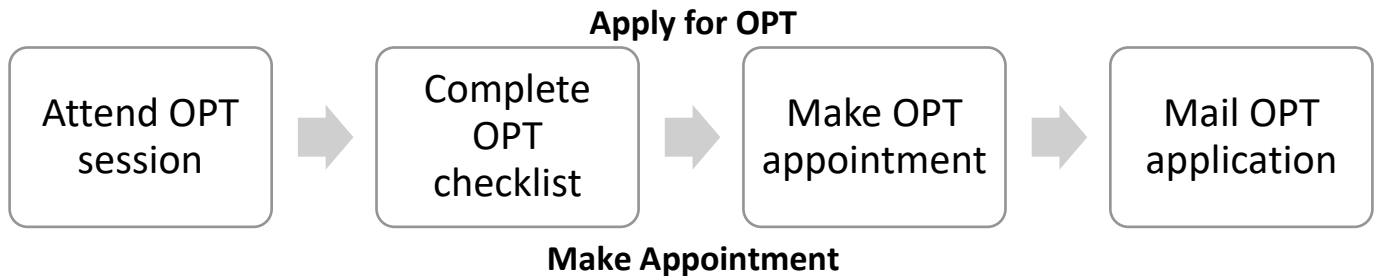 Apply for OPT
Attend OPT
session
Complete
OPT
checklist
Make OPT
appointment
Mail OPT
application
Make Appointment